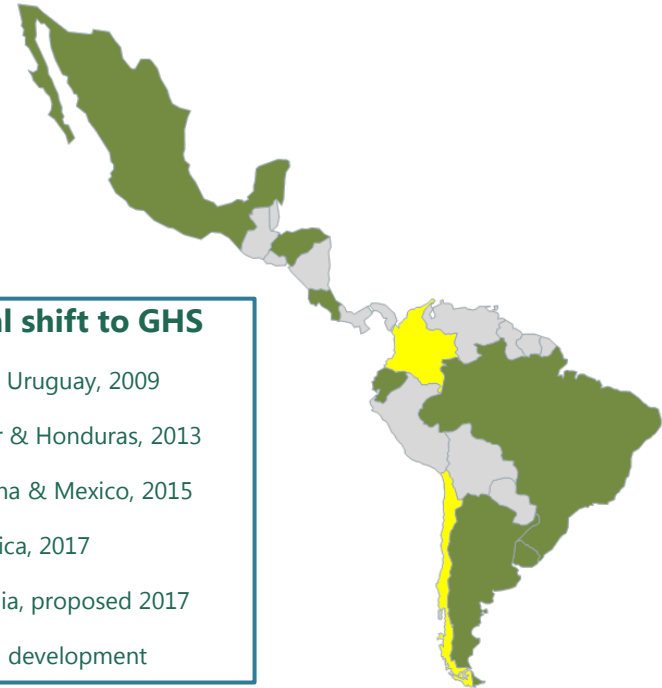 l shift to GHS
Uruguay, 2009
r & Honduras, 2013
na & Mexico, 2015
ica, 2017
ia, proposed 2017
development